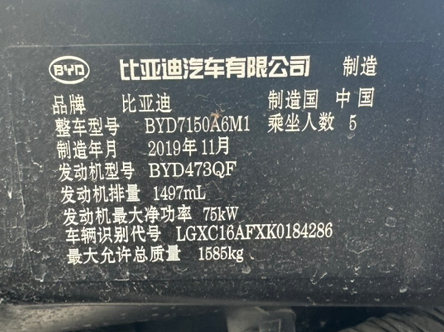 BYD 比亚迪汽车有限公司 制造
品牌 比亚迪 制造国 中国
整车型号 BYD7150A6M1 乘坐人数 5
制造年月 2019年11月
发动机型号 BYD473QF
发动机排量 1497mL
发动机最大净功率 75kW
车辆识别代号 LGXC16AFXK0184286
最大允许总质量 1585kg